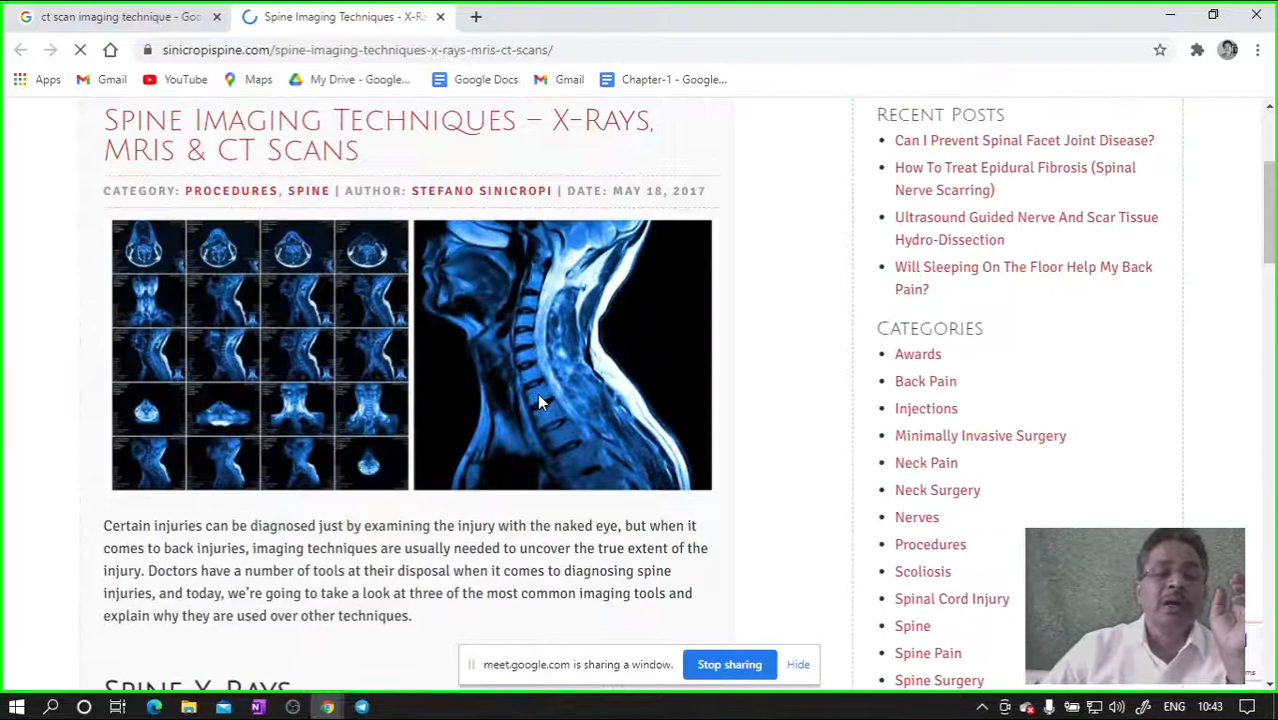 ct scan imaging technique - Goo
Spine Imaging Techniques - X-Ra
sinicropispine.com/spine-imaging-techniques-x-rays-mris-ct-scans/
Apps
Gmail
YouTube
Maps
My Drive - Google...
Google Docs
Gmail
Chapter-1 - Google...
Spine Imaging Techniques – X-Rays,
MRIs & CT Scans
CATEGORY: PROCEDURES, SPINE | AUTHOR: STEFANO SINICROPI | DATE: MAY 18, 2017
Certain injuries can be diagnosed just by examining the injury with the naked eye, but when it
comes to back injuries, imaging techniques are usually needed to uncover the true extent of the
injury. Doctors have a number of tools at their disposal when it comes to diagnosing spine
injuries, and today, we're going to take a look at three of the most common imaging tools and
explain why they are used over other techniques.
Spine X-Rays
Recent Posts
Can I Prevent Spinal Facet Joint Disease?
How To Treat Epidural Fibrosis (Spinal
Nerve Scarring)
Ultrasound Guided Nerve And Scar Tissue
Hydro-Dissection
Will Sleeping On The Floor Help My Back
Pain?
Categories
Awards
Back Pain
Injections
Minimally Invasive Surgery
Neck Pain
Neck Surgery
Nerves
Procedures
Scoliosis
Spinal Cord Injury
Spine
Spine Pain
Spine Surgery
meet.google.com is sharing a window.
Stop sharing
Hide
ENG
10:43